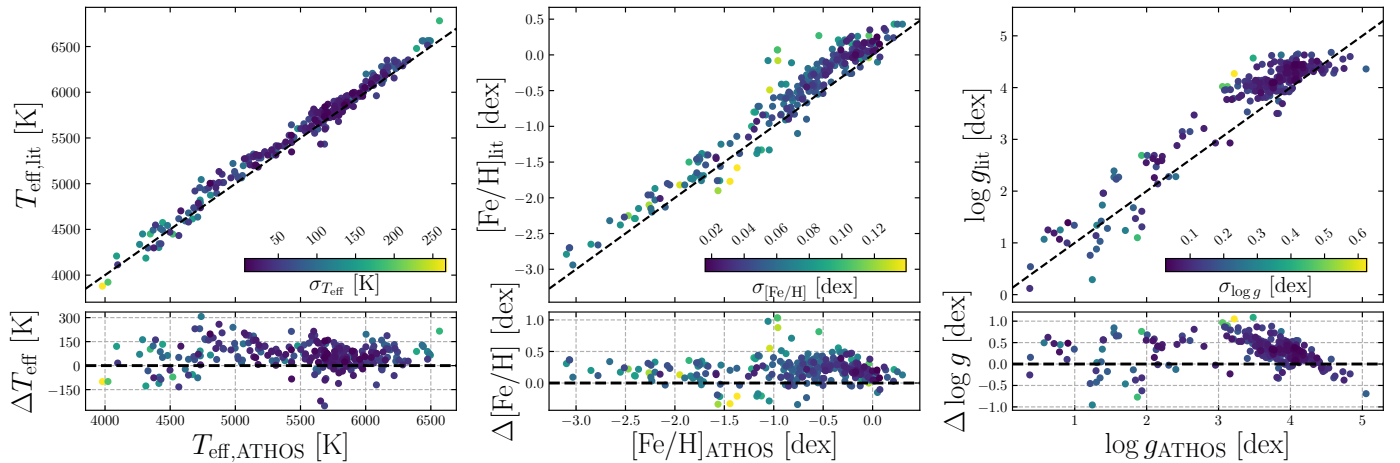 T_eff,lit [K]
6500
6000
5500
5000
4500
4000
50 100 150 200 250
σ_Teff [K]
ΔT_eff [K]
300
150
0
−150
4000 4500 5000 5500 6000 6500
T_eff,ATHOS [K]
[Fe/H]_lit [dex]
0.5
0.0
−0.5
−1.0
−1.5
−2.0
−2.5
−3.0
0.02 0.04 0.06 0.08 0.10 0.12
σ_[Fe/H] [dex]
Δ[Fe/H] [dex]
1.0
0.5
0.0
−3.0 −2.5 −2.0 −1.5 −1.0 −0.5 0.0
[Fe/H]_ATHOS [dex]
log g_lit [dex]
5
4
3
2
1
0
0.1 0.2 0.3 0.4 0.5 0.6
σ_log g [dex]
Δ log g [dex]
1.0
0.5
0.0
−0.5
−1.0
1 2 3 4 5
log g_ATHOS [dex]